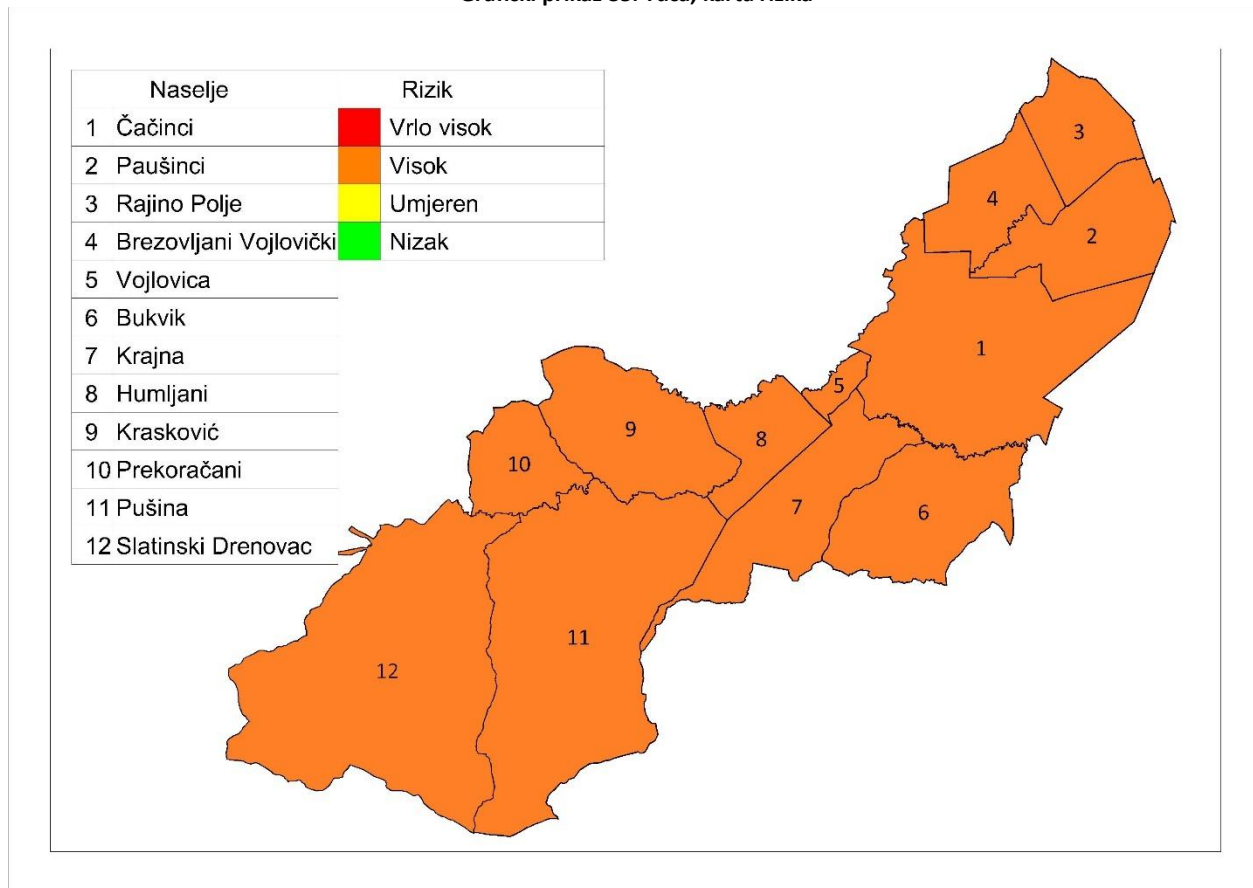 Naselje Rizik
1 Čačinci Vrlo visok
2 Paušinci Visok
3 Rajino Polje Umjeren
4 Brezovljani Vojlovički Nizak
5 Vojlovica
6 Bukvik
7 Krajna
8 Humljani
9 Krasković
10 Prekoračani
11 Pušina
12 Slatinski Drenovac
3
4
2
1
5
9
8
10
7
6
11
12